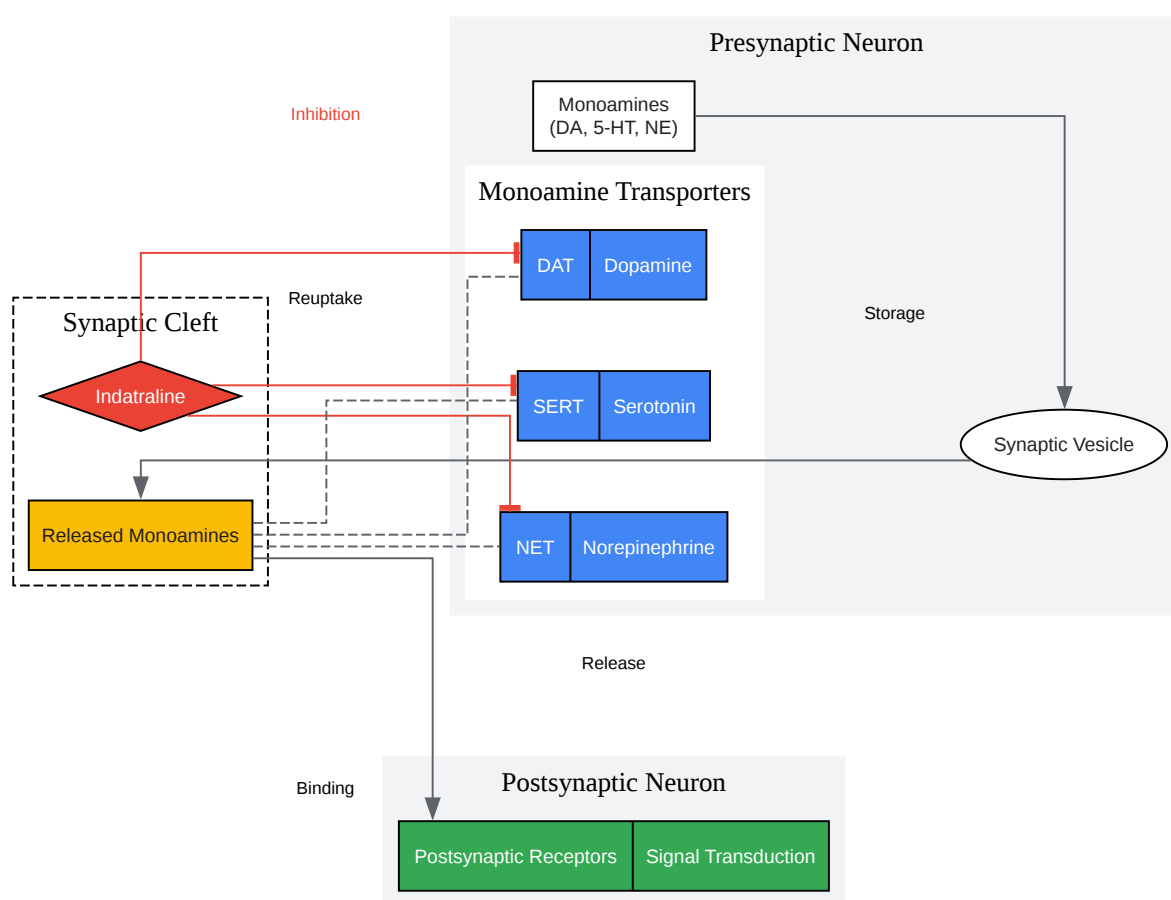 Presynaptic Neuron
Monoamines
(DA, 5-HT, NE)
Inhibition
Monoamine Transporters
DAT
Dopamine
Reuptake
Storage
Synaptic Cleft
Indatraline
SERT
Serotonin
Synaptic Vesicle
Released Monoamines
NET
Norepinephrine
Release
Postsynaptic Neuron
Binding
Postsynaptic Receptors
Signal Transduction